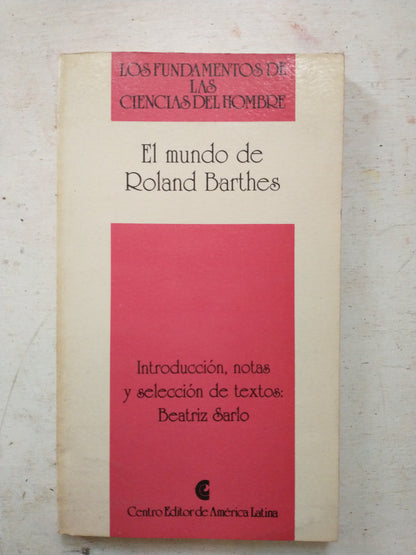 LOS FUNDAMENTOS DE
LAS
CIENCIAS DEL HOMBRE
El mundo de
Roland Barthes
Introducción, notas
y selección de textos:
Beatriz Sarlo
Centro Editor de América Latina